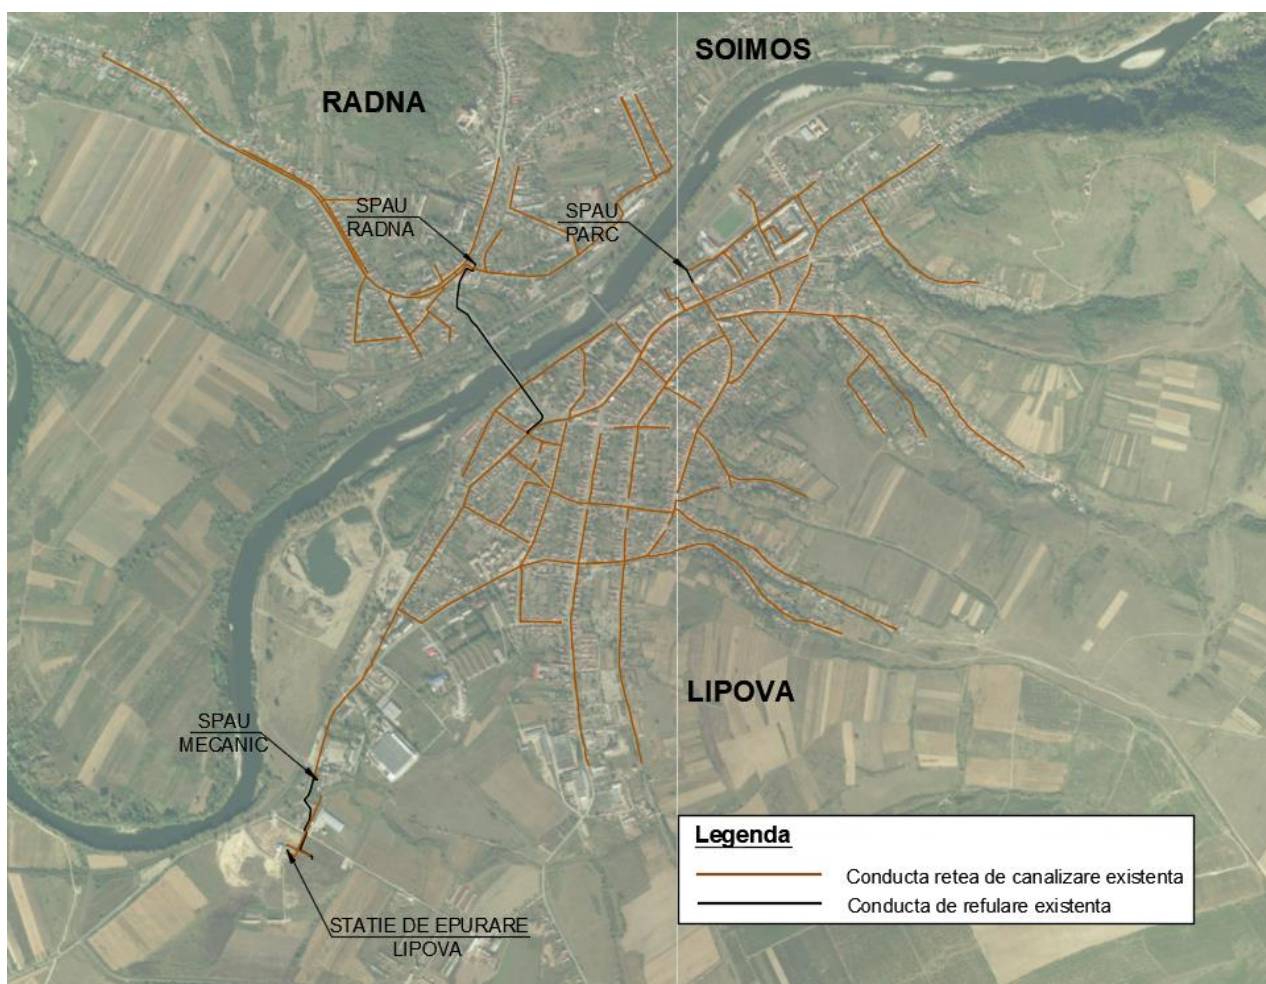 SOIMOS
RADNA
SPAU
RADNA
SPAU
PARC
LIPOVA
SPAU
MECANIC
Legenda
Conducta retea de canalizare existenta
Conducta de refulare existenta
STATIE DE EPURARE
LIPOVA